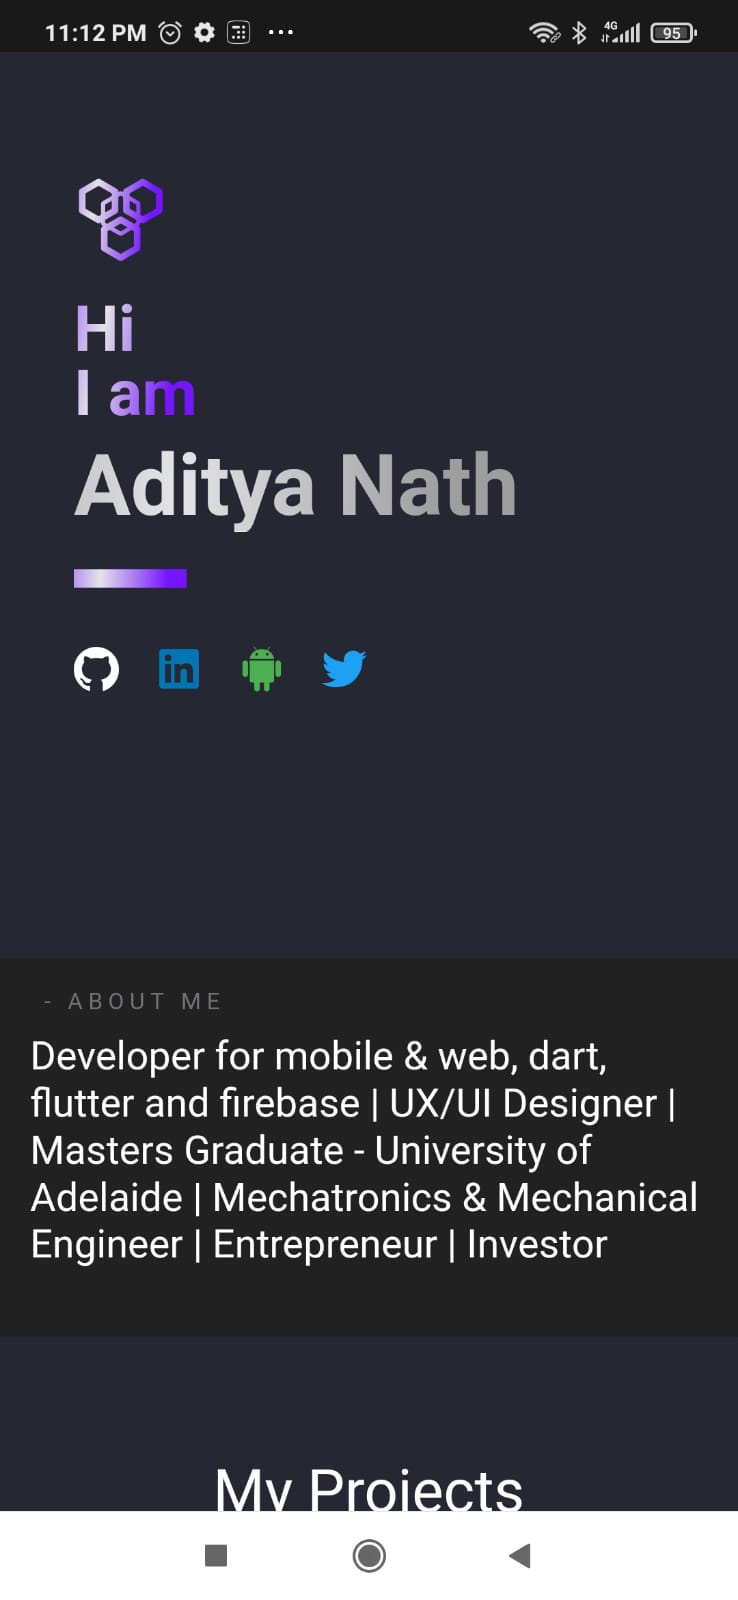 11:12 PM 4G 95
Hi
I am
Aditya Nath
in
- ABOUT ME
Developer for mobile & web, dart,
flutter and firebase | UX/UI Designer |
Masters Graduate - University of
Adelaide | Mechatronics & Mechanical
Engineer | Entrepreneur | Investor
My Projects